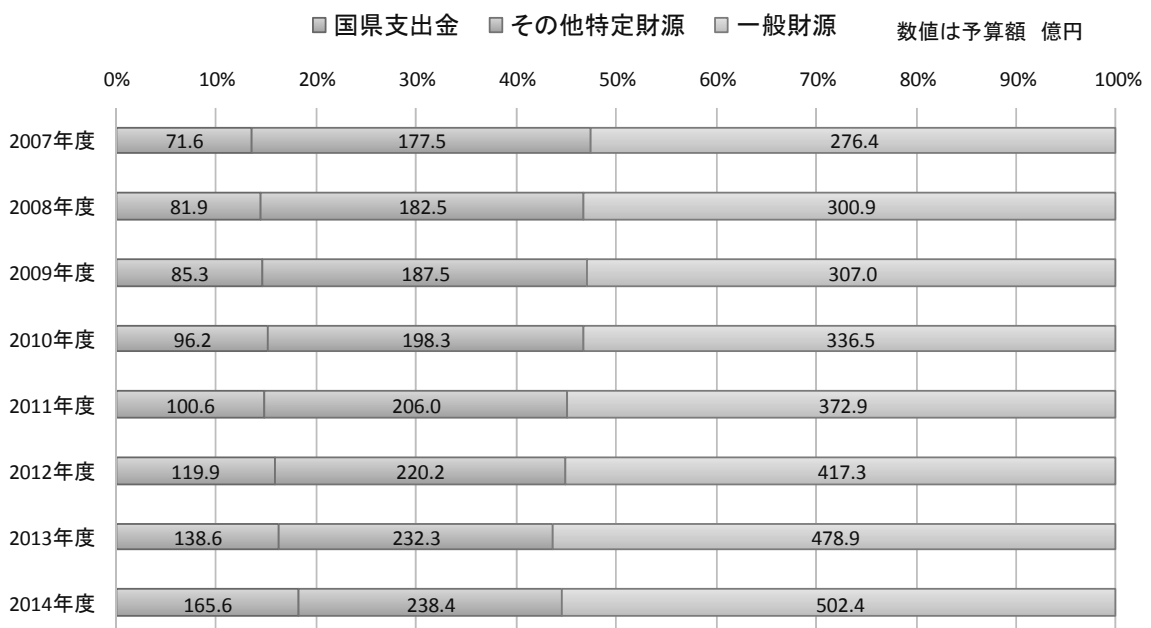 国県支出金 その他特定財源 一般財源 数値は予算額 億円
0% 10% 20% 30% 40% 50% 60% 70% 80% 90% 100%
2007年度 71.6 177.5 276.4
2008年度 81.9 182.5 300.9
2009年度 85.3 187.5 307.0
2010年度 96.2 198.3 336.5
2011年度 100.6 206.0 372.9
2012年度 119.9 220.2 417.3
2013年度 138.6 232.3 478.9
2014年度 165.6 238.4 502.4